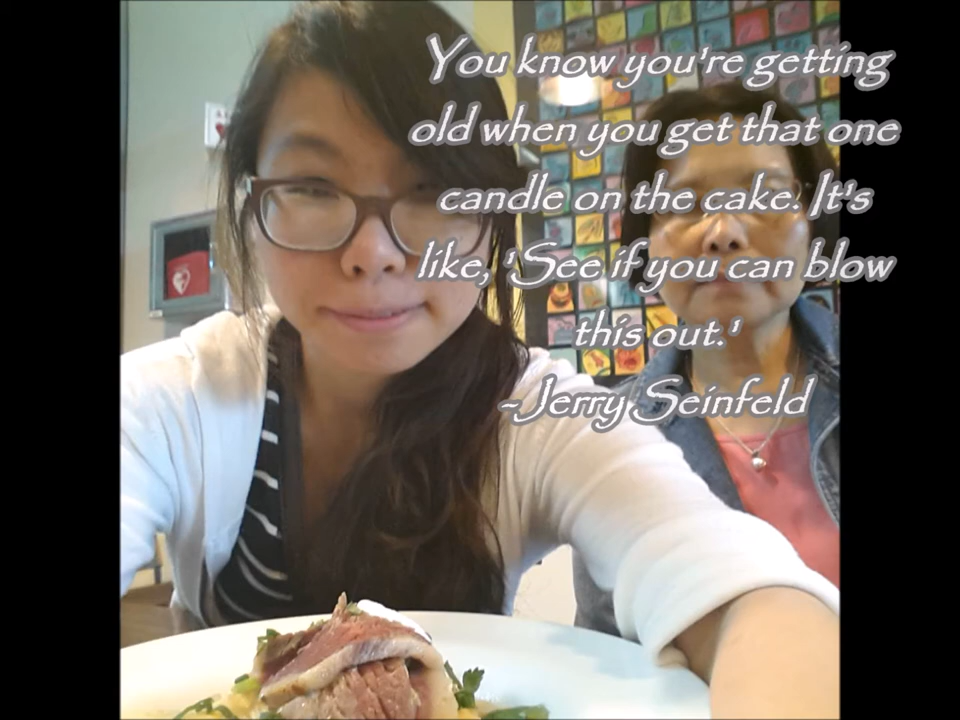 You know you're getting
old when you get that one
candle on the cake. It's
like, 'See if you can blow
this out.'
-Jerry Seinfeld